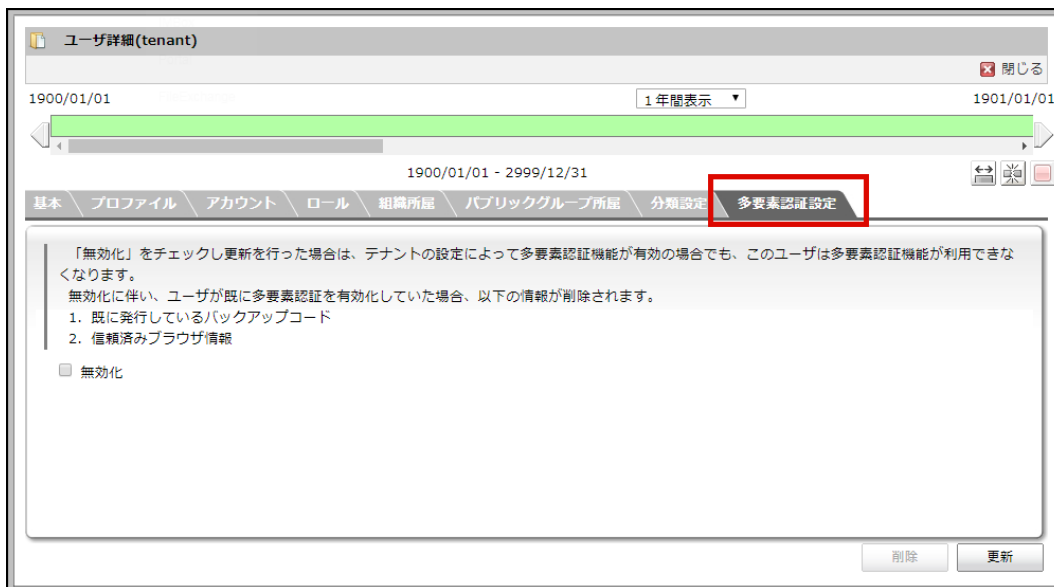 ユーザ詳細(tenant)
閉じる
1900/01/01 1年間表示 1901/01/01
1900/01/01 - 2999/12/31
基本 プロファイル アカウント ロール 組織所属 パブリックグループ所属 分類設定 多要素認証設定
「無効化」をチェックし更新を行った場合は、テナントの設定によって多要素認証機能が有効の場合でも、このユーザは多要素認証機能が利用できな
くなります。
無効化に伴い、ユーザが既に多要素認証を有効化していた場合、以下の情報が削除されます。
1. 既に発行しているバックアップコード
2. 信頼済みブラウザ情報
無効化
削除 更新